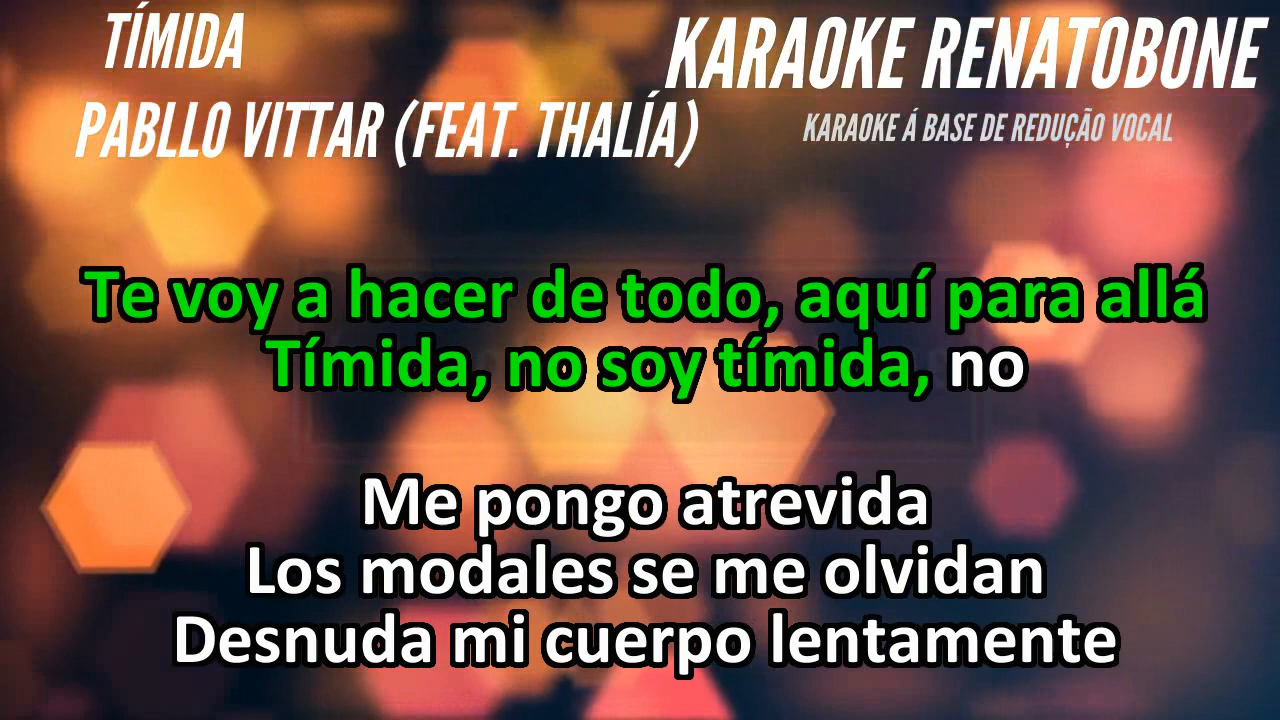 TÍMIDA
PABLLO VITTAR (FEAT. THALÍA)
KARAOKE RENATOBONE
KARAOKE Á BASE DE REDUÇÃO VOCAL
Te voy a hacer de todo, aquí para allá
Tímida, no soy tímida, no
Me pongo atrevida
Los modales se me olvidan
Desnuda mi cuerpo lentamente